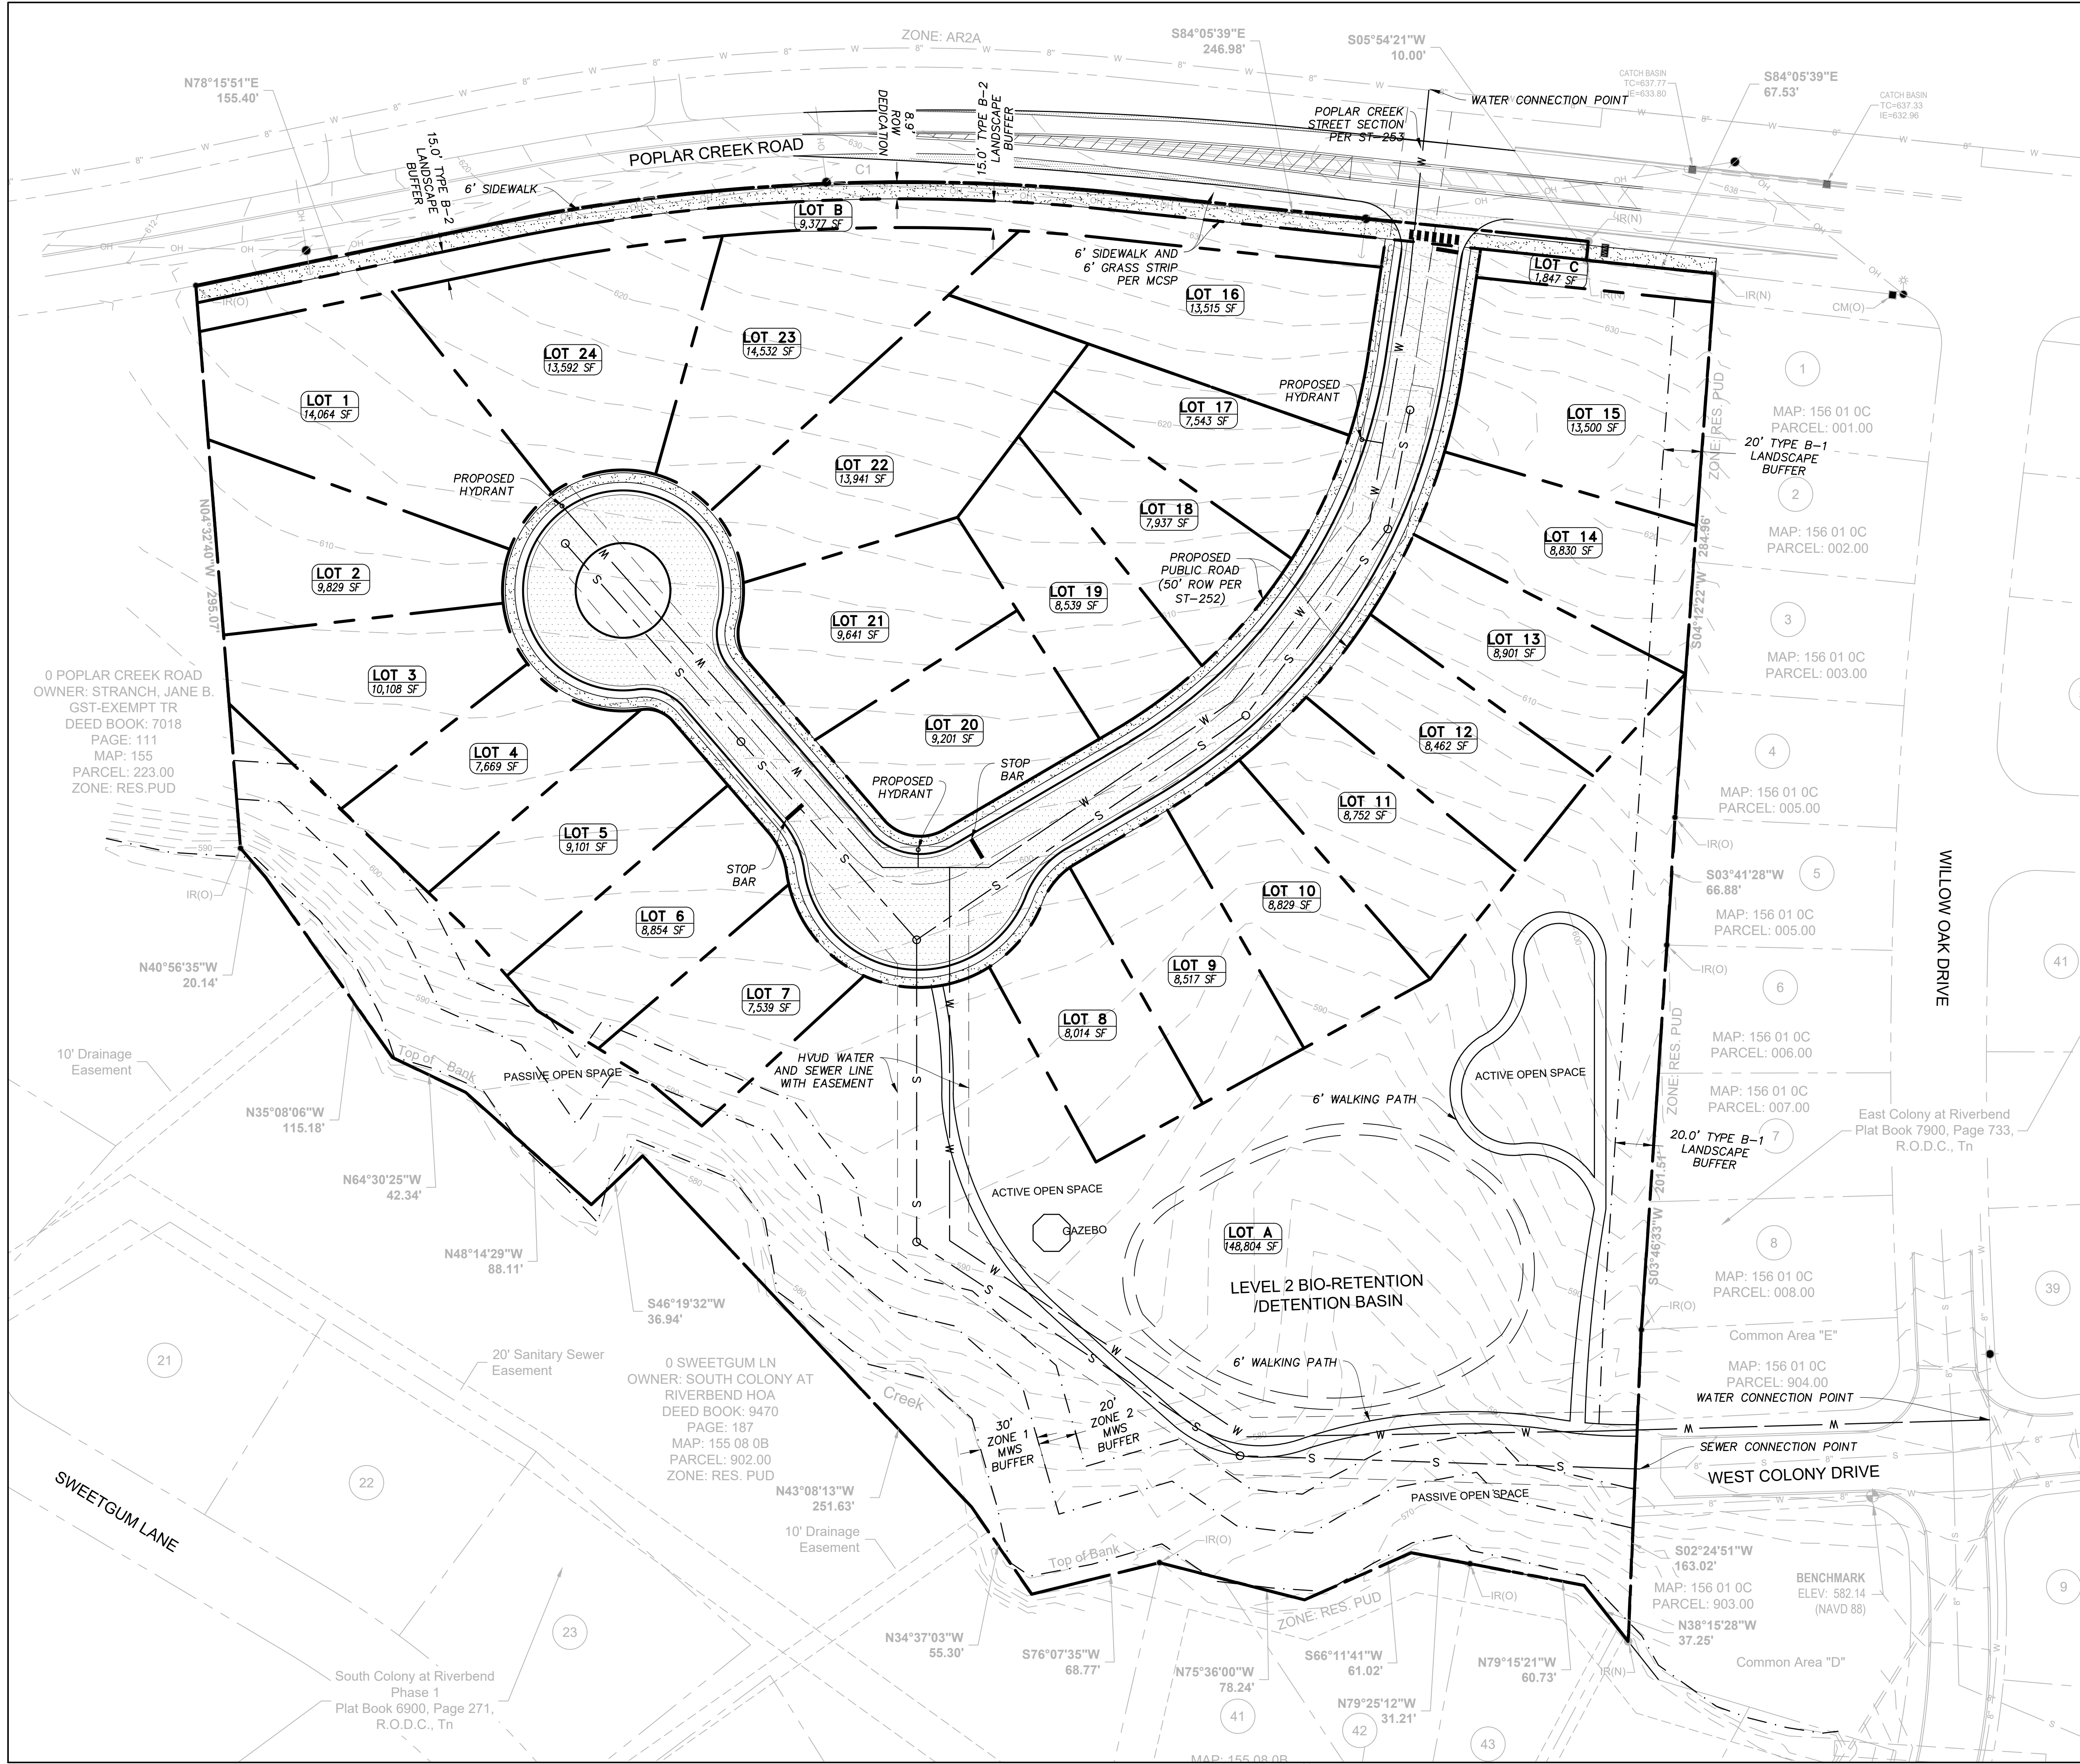 ZONE: AR2A
S84°05'39"E
246.98'
S05°54'21"W
10.00'
N78°15'51"E
155.40'
CATCH BASIN
TC=637.77
IE=633.80
S84°05'39"E
67.53'
CATCH BASIN
TC=637.33
IE=632.96
WATER CONNECTION POINT
POPLAR CREEK
STREET SECTION
PER ST-253
8.9'
ROW
DEDICATION
15.0' TYPE B-2
LANDSCAPE
BUFFER
15.0' TYPE B-2
LANDSCAPE
BUFFER
POPLAR CREEK ROAD
C1
6' SIDEWALK
LOT B
9,377 SF
6' SIDEWALK AND
6' GRASS STRIP
PER MCSP
LOT C
1,847 SF
IR(N)
IR(N)
IR(N)
IR(O)
CM(O)
LOT 16
13,515 SF
LOT 23
14,532 SF
LOT 24
13,592 SF
LOT 1
14,064 SF
LOT 17
7,543 SF
PROPOSED
HYDRANT
LOT 15
13,500 SF
ZONE: RES. PUD
20' TYPE B-1
LANDSCAPE
BUFFER
1
MAP: 156 01 0C
PARCEL: 001.00
2
MAP: 156 01 0C
PARCEL: 002.00
LOT 22
13,941 SF
PROPOSED
HYDRANT
LOT 18
7,937 SF
LOT 14
8,830 SF
PROPOSED
PUBLIC ROAD
(50' ROW PER
ST-252)
S04°12'22"W 284.96'
N04°32'40"W 295.07'
LOT 2
9,829 SF
LOT 19
8,539 SF
LOT 21
9,641 SF
LOT 13
8,901 SF
3
MAP: 156 01 0C
PARCEL: 003.00
0 POPLAR CREEK ROAD
OWNER: STRANCH, JANE B.
GST-EXEMPT TR
DEED BOOK: 7018
PAGE: 111
MAP: 155
PARCEL: 223.00
ZONE: RES.PUD
LOT 3
10,108 SF
LOT 4
7,669 SF
LOT 20
9,201 SF
LOT 12
8,462 SF
4
MAP: 156 01 0C
PARCEL: 005.00
STOP
BAR
PROPOSED
HYDRANT
LOT 11
8,752 SF
LOT 5
9,101 SF
STOP
BAR
IR(O)
IR(O)
S03°41'28"W
66.88'
5
MAP: 156 01 0C
PARCEL: 005.00
WILLOW OAK DRIVE
LOT 10
8,829 SF
LOT 6
8,854 SF
N40°56'35"W
20.14'
LOT 9
8,517 SF
LOT 7
7,539 SF
LOT 8
8,014 SF
IR(O)
41
6
MAP: 156 01 0C
PARCEL: 006.00
ZONE: RES. PUD
10' Drainage
Easement
Top of Bank
PASSIVE OPEN SPACE
HVUD WATER
AND SEWER LINE
WITH EASEMENT
ACTIVE OPEN SPACE
6' WALKING PATH
MAP: 156 01 0C
PARCEL: 007.00
7
N35°08'06"W
115.18'
20.0' TYPE B-1
LANDSCAPE
BUFFER
East Colony at Riverbend
Plat Book 7900, Page 733,
R.O.D.C., Tn
N64°30'25"W
42.34'
ACTIVE OPEN SPACE
GAZEBO
LOT A
148,804 SF
LEVEL 2 BIO-RETENTION
/DETENTION BASIN
S03°46'33"W 201.51'
8
MAP: 156 01 0C
PARCEL: 008.00
39
N48°14'29"W
88.11'
S46°19'32"W
36.94'
IR(O)
Common Area "E"
MAP: 156 01 0C
PARCEL: 904.00
21
20' Sanitary Sewer
Easement
0 SWEETGUM LN
OWNER: SOUTH COLONY AT
RIVERBEND HOA
DEED BOOK: 9470
PAGE: 187
MAP: 155 08 0B
PARCEL: 902.00
ZONE: RES. PUD
Creek
30'
ZONE 1
MWS
BUFFER
20'
ZONE 2
MWS
BUFFER
6' WALKING PATH
WATER CONNECTION POINT
SEWER CONNECTION POINT
WEST COLONY DRIVE
22
SWEETGUM LANE
N43°08'13"W
251.63'
10' Drainage
Easement
PASSIVE OPEN SPACE
Top of Bank
IR(O)
IR(O)
ZONE: RES. PUD
S02°24'51"W
163.02'
MAP: 156 01 0C
PARCEL: 903.00
BENCHMARK
ELEV: 582.14
(NAVD 88)
9
N38°15'28"W
37.25'
23
N34°37'03"W
55.30'
S76°07'35"W
68.77'
N75°36'00"W
78.24'
S66°11'41"W
61.02'
N79°15'21"W
60.73'
N79°25'12"W
31.21'
IR(N)
Common Area "D"
South Colony at Riverbend
Phase 1
Plat Book 6900, Page 271,
R.O.D.C., Tn
41
42
43
MAP: 155 08 0B